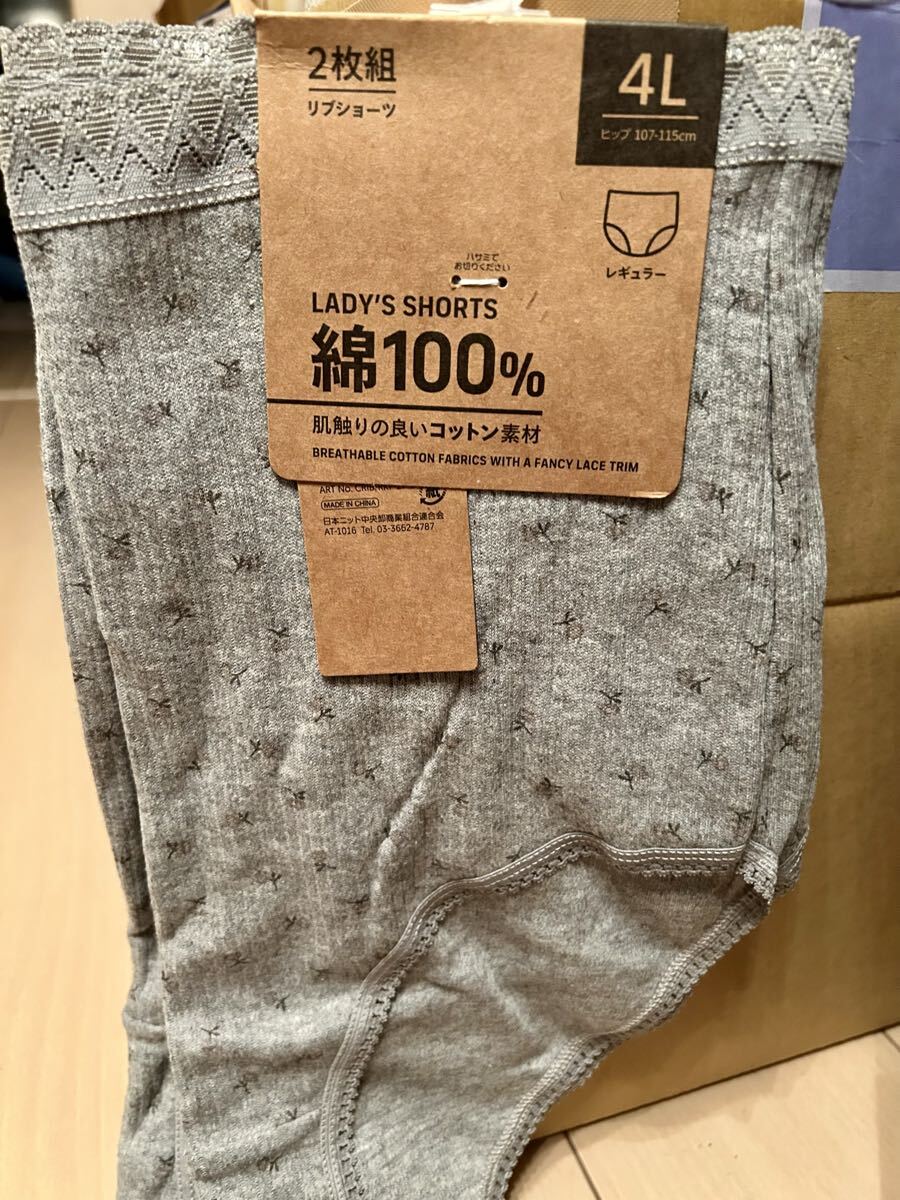 2枚組
リブショーツ
4L
ヒップ 107-115cm
レギュラー
ハサミで
お切りください
LADY'S SHORTS
綿100%
肌触りの良いコットン素材
BREATHABLE COTTON FABRICS WITH A FANCY LACE TRIM
ART No.
紙
MADE IN CHINA
日本ニット中央卸商業組合連合会
AT-1016 Tel. 03-3662-4787